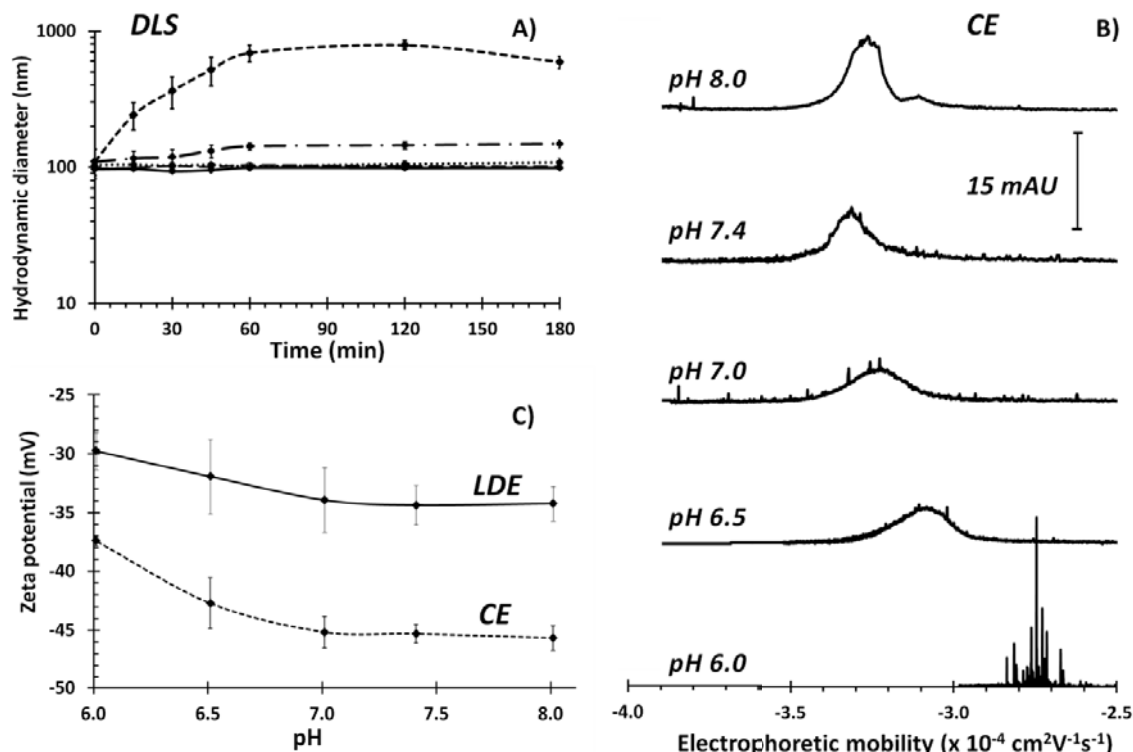 DLS
A)
Hydrodynamic diameter (nm)
1000
100
10
0
30
60
90
120
150
180
Time (min)
CE
B)
pH 8.0
15 mAU
pH 7.4
pH 7.0
pH 6.5
pH 6.0
-4.0
-3.5
-3.0
-2.5
Electrophoretic mobility (x 10⁻⁴ cm²V⁻¹s⁻¹)
C)
Zeta potential (mV)
-25
-30
-35
-40
-45
-50
LDE
CE
6.0
6.5
7.0
7.5
8.0
pH